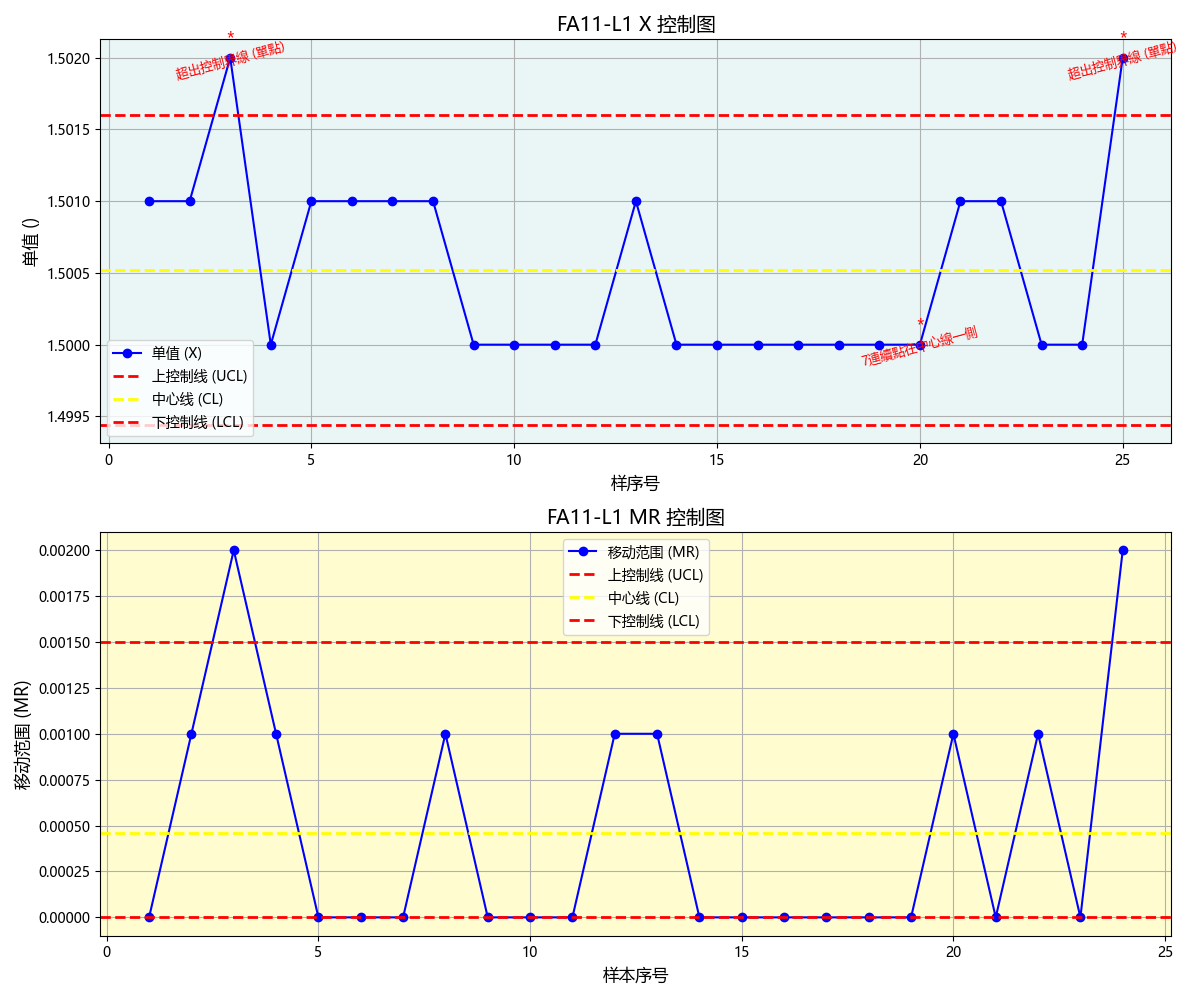 FA11-L1 X 控制图
*
*
超出控制界線 (單點)
超出控制界線 (單點)
1.5020
1.5015
1.5010
1.5005
1.5000
1.4995
单值 ()
*
7連續點在中心線一側
单值 (X)
上控制线 (UCL)
中心线 (CL)
下控制线 (LCL)
0 5 10 15 20 25
样序号
FA11-L1 MR 控制图
0.00200
0.00175
0.00150
0.00125
0.00100
0.00075
0.00050
0.00025
0.00000
移动范围 (MR)
移动范围 (MR)
上控制线 (UCL)
中心线 (CL)
下控制线 (LCL)
0 5 10 15 20 25
样本序号